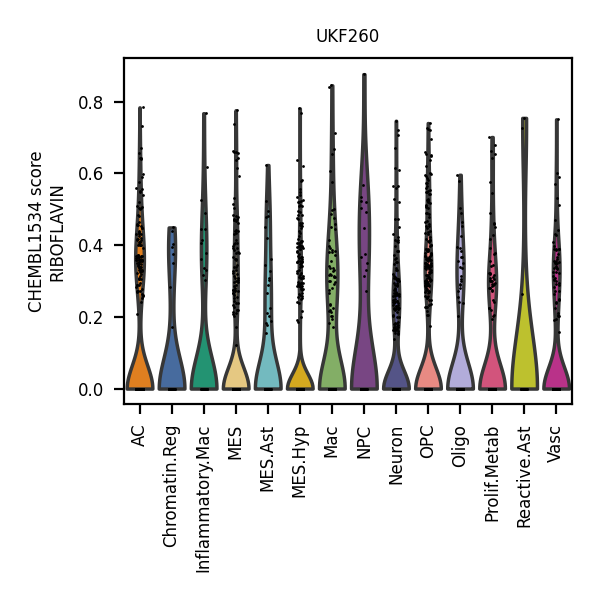 UKF260
CHEMBL1534 score
RIBOFLAVIN
0.8
0.6
0.4
0.2
0.0
AC
Chromatin.Reg
Inflammatory.Mac
MES
MES.Ast
MES.Hyp
Mac
NPC
Neuron
OPC
Oligo
Prolif.Metab
Reactive.Ast
Vasc